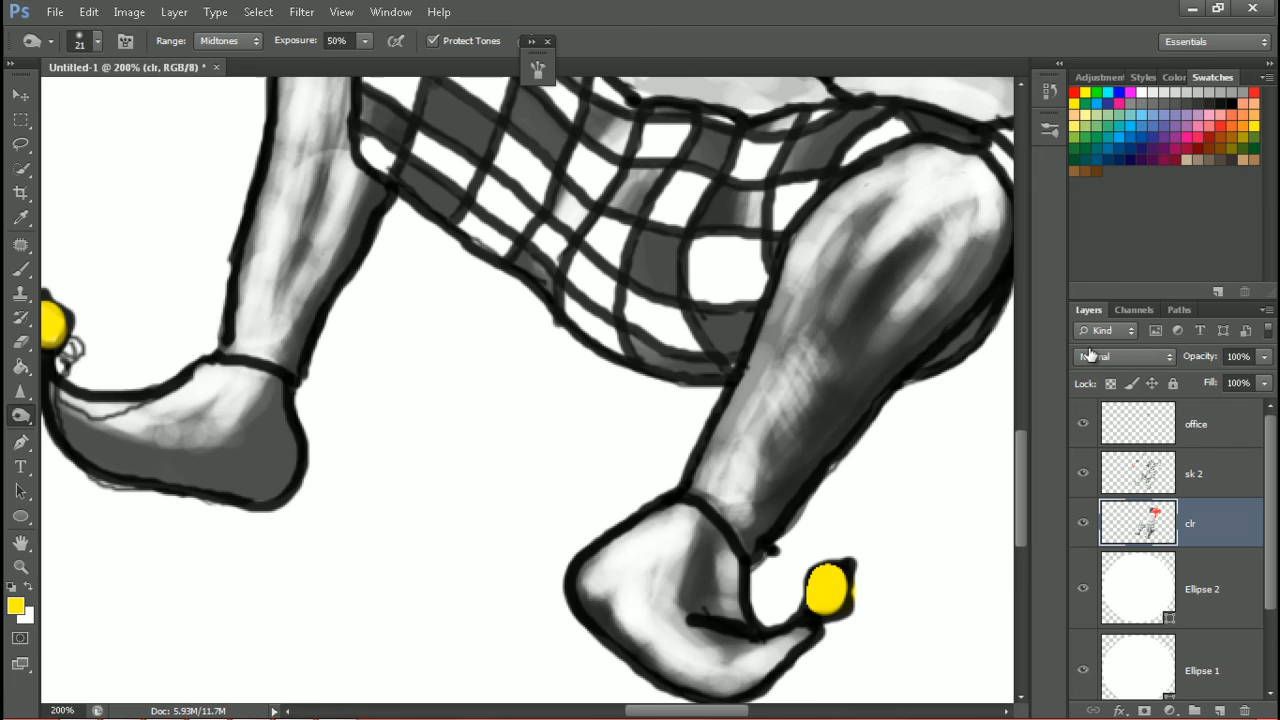 Ps File Edit Image Layer Type Select Filter View Window Help
21 Range: Midtones Exposure: 50% Protect Tones Essentials
Untitled-1 @ 200% (clr, RGB/8) *
Adjustment Styles Color Swatches
Layers Channels Paths
Kind
Opacity: 100%
Lock: Fill: 100%
office
sk 2
clr
Ellipse 2
Ellipse 1
200% Doc: 5.93M/11.7M